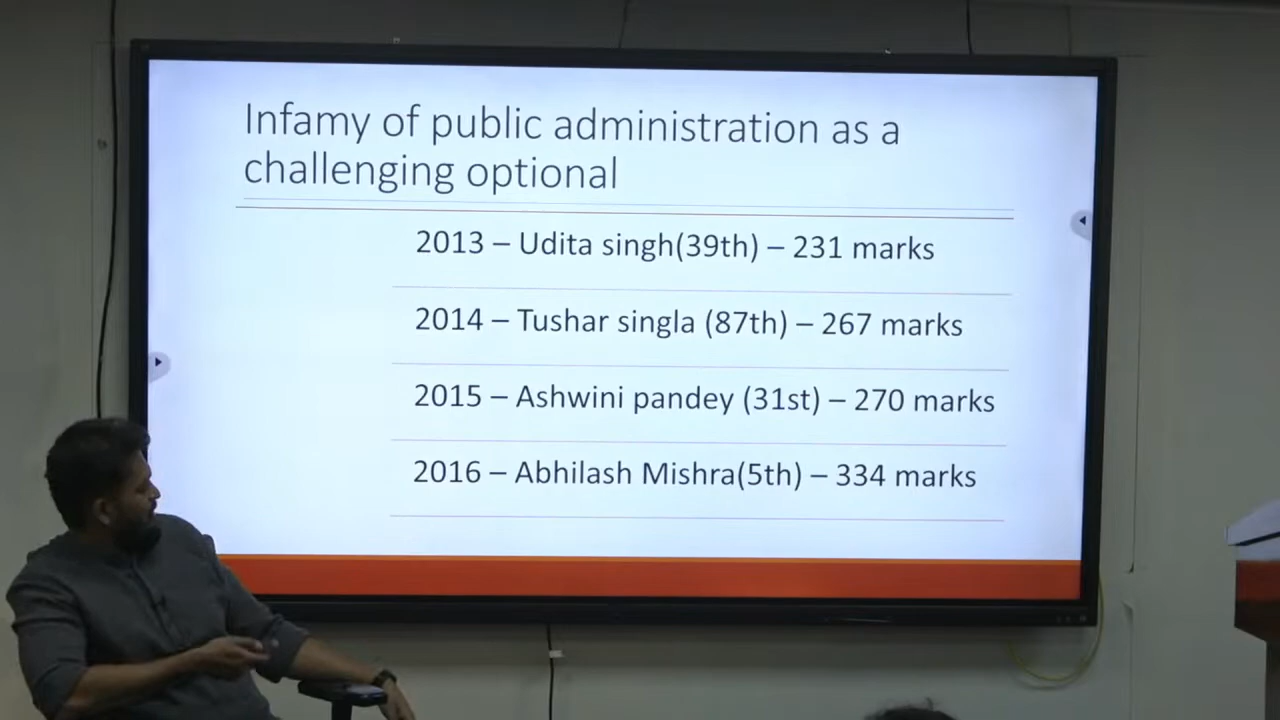 Infamy of public administration as a
challenging optional
2013 – Udita singh(39th) – 231 marks
2014 – Tushar singla (87th) – 267 marks
2015 – Ashwini pandey (31st) – 270 marks
2016 – Abhilash Mishra(5th) – 334 marks